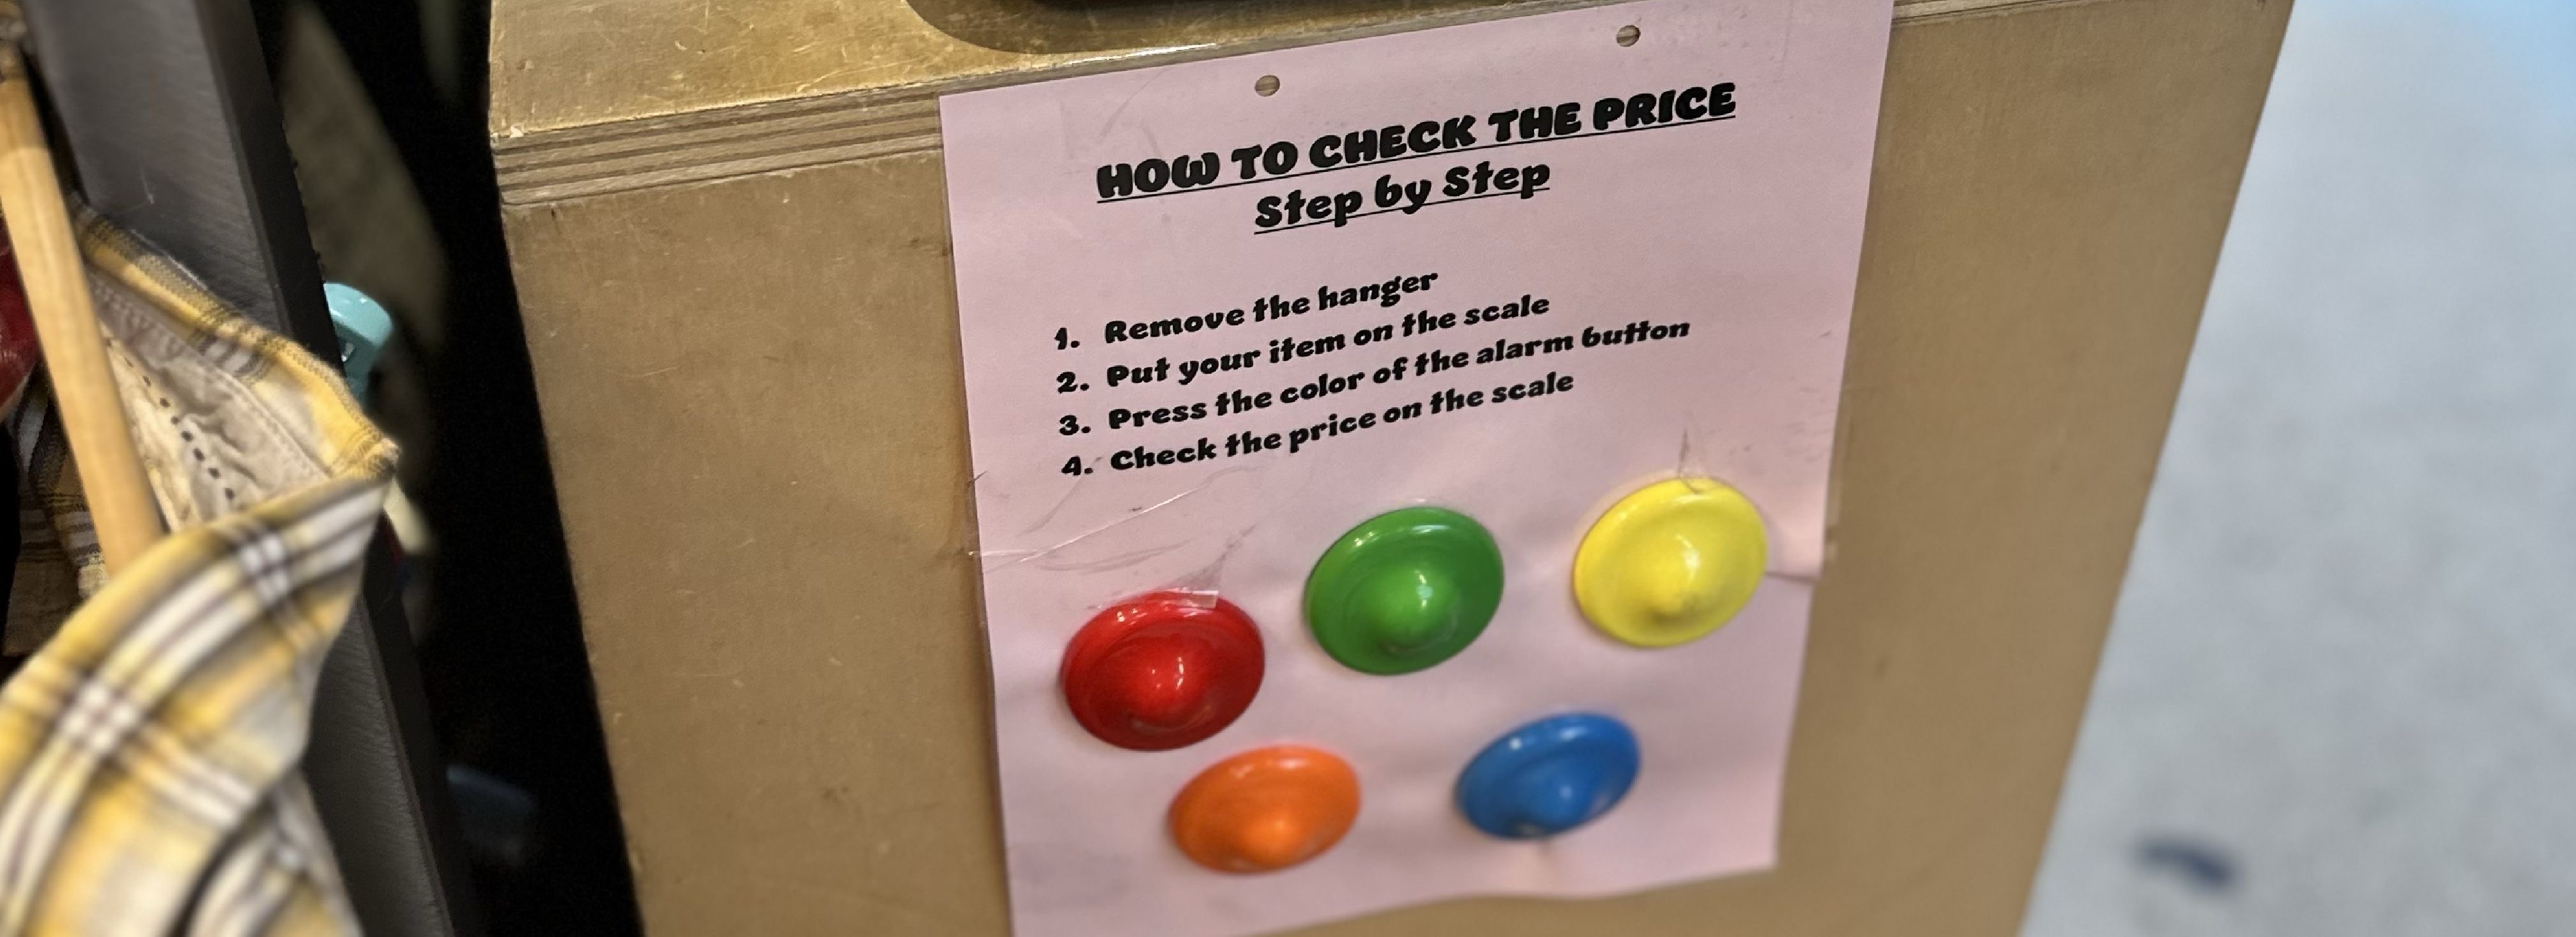 HOW TO CHECK THE PRICE
Step by Step
1. Remove the hanger
2. Put your item on the scale
3. Press the color of the alarm button
4. Check the price on the scale